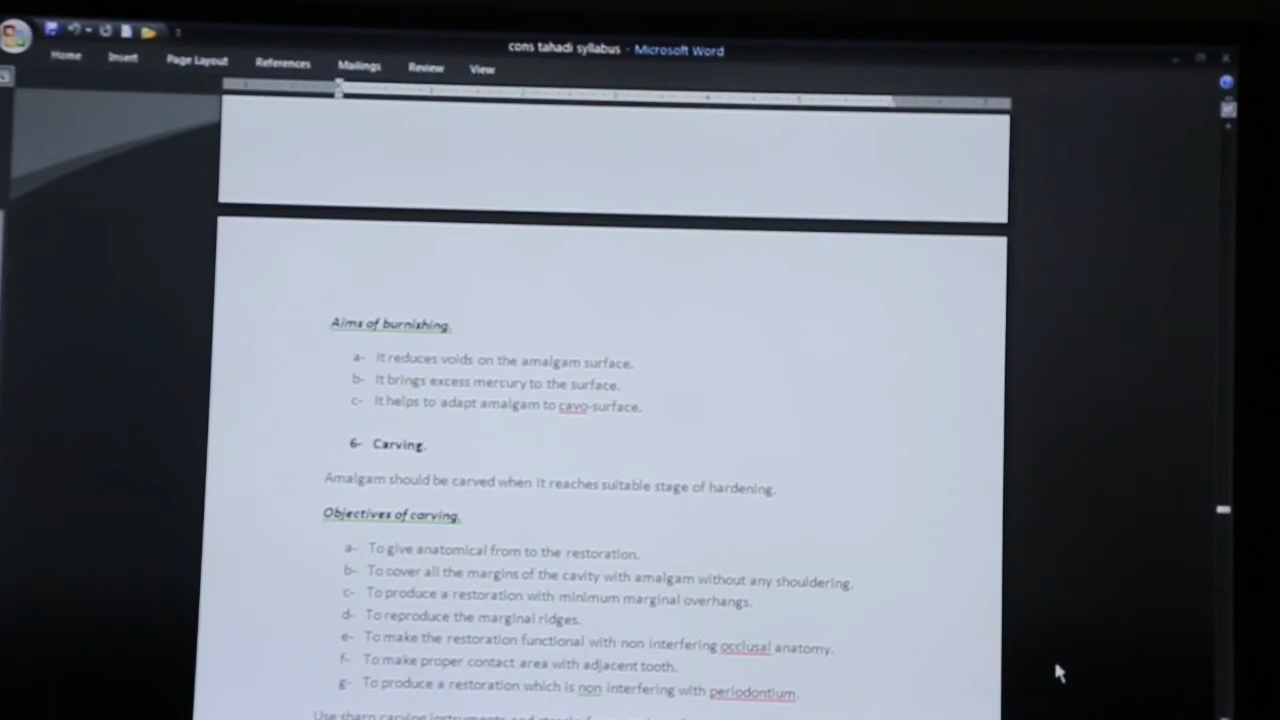 cons tahadi syllabus - Microsoft Word
Home Insert Page Layout References Mailings Review View
Aims of burnishing.
a- It reduces voids on the amalgam surface.
b- It brings excess mercury to the surface.
c- It helps to adapt amalgam to cavo-surface.
6- Carving.
Amalgam should be carved when it reaches suitable stage of hardening.
Objectives of carving.
a- To give anatomical from to the restoration.
b- To cover all the margins of the cavity with amalgam without any shouldering.
c- To produce a restoration with minimum marginal overhangs.
d- To reproduce the marginal ridges.
e- To make the restoration functional with non interfering occlusal anatomy.
f- To make proper contact area with adjacent tooth.
g- To produce a restoration which is non interfering with periodontium.
Use sharp carving instruments and